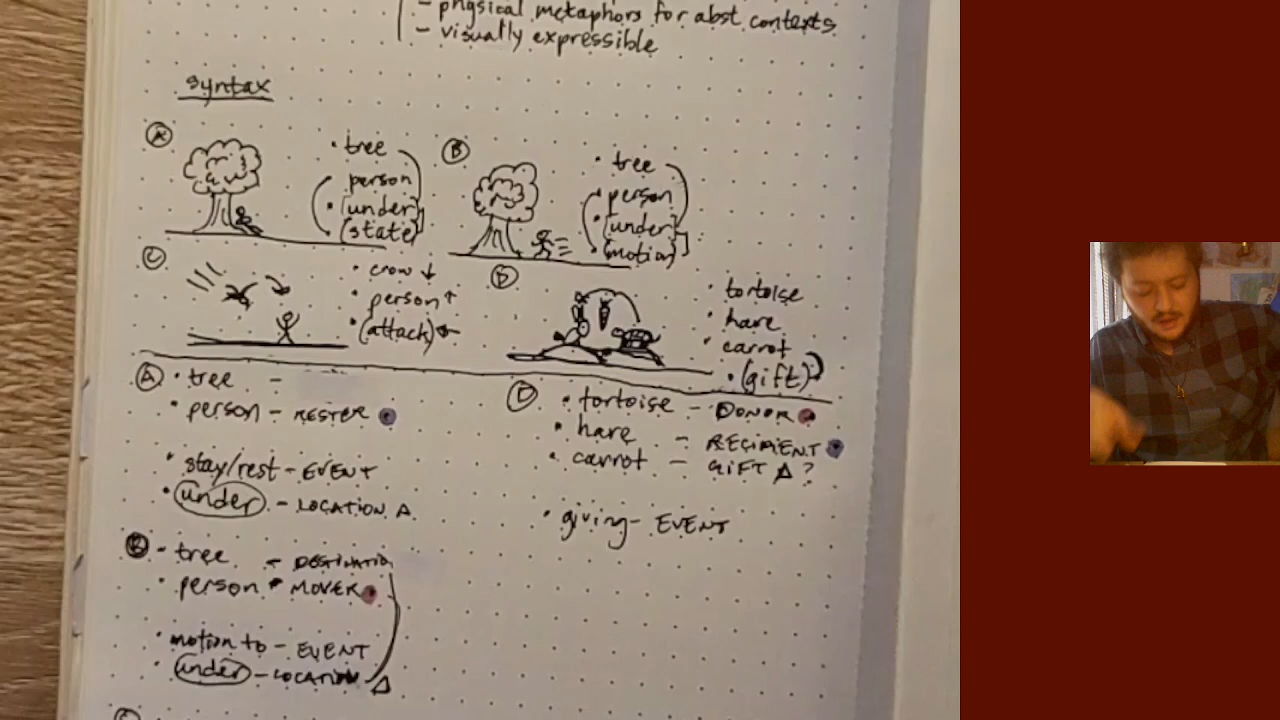 - physical metaphors for abst contexts
- visually expressible
syntax
A
• tree
person
• (under)
(state)
B
• tree
• person
• (under)
(motion)
C
• crow ↓
• person ↑
• (attack)
D
• tortoise
• hare
• carrot
• (gift)
A • tree -
• person - RESTER
• stay/rest - EVENT
• under - LOCATION Δ
B - tree - DESTINATIO
• person - MOVER
• motion to - EVENT
• under - LOCATION Δ
D • tortoise - DONOR
• hare - RECIPIENT
• carrot - GIFT Δ ?
• giving - EVENT